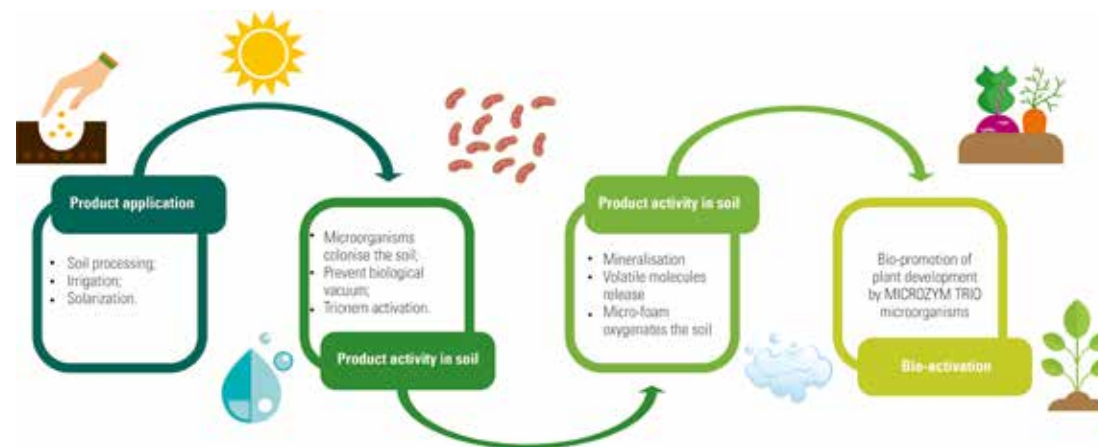 Product application
• Soil processing;
• Irrigation;
• Solarization.
• Microorganisms
colonise the soil;
• Prevent biological
vacuum;
• Trionem activation.
Product activity in soil
Product activity in soil
• Mineralisation
• Volatile molecules
release
• Micro-foam
oxygenates the soil
Bio-promotion of
plant development
by MICROZYM TRIO
microorganisms
Bio-activation